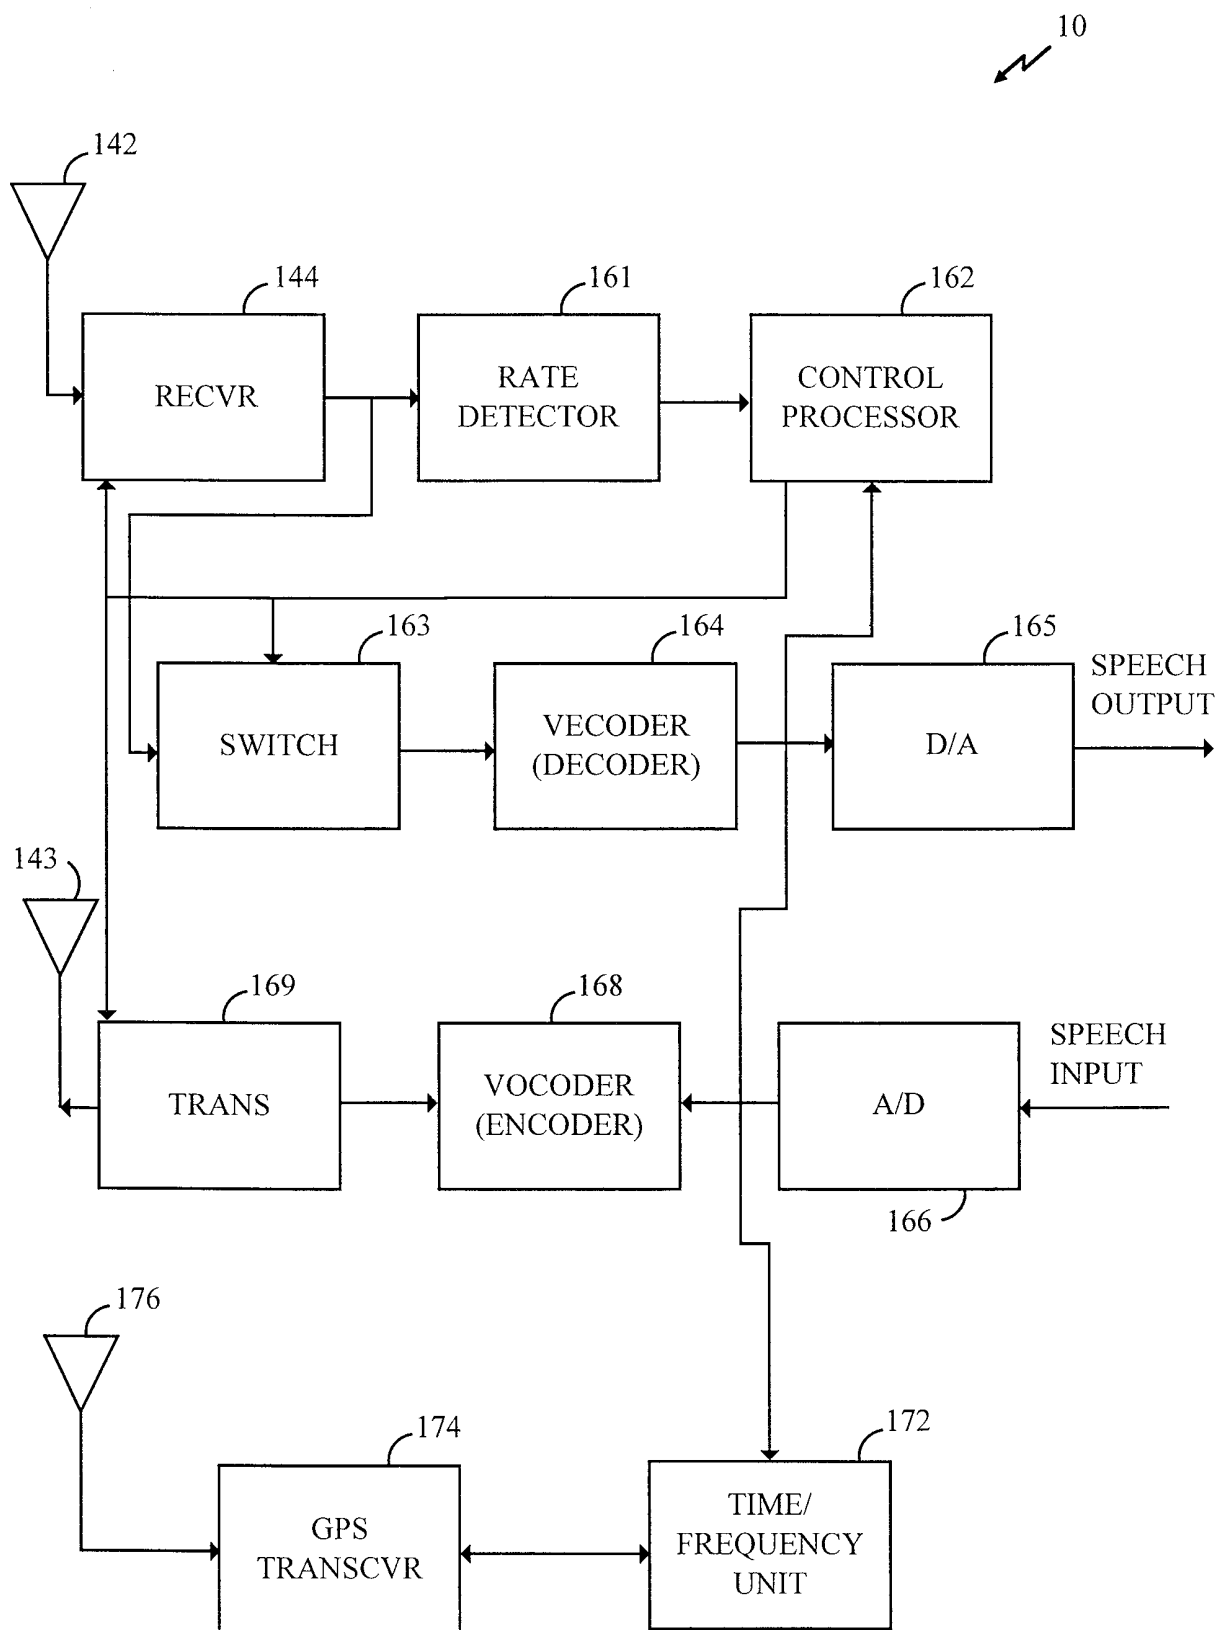 10
142
144
161
162
RECVR
RATE
DETECTOR
CONTROL
PROCESSOR
163
164
165
SPEECH
OUTPUT
SWITCH
VECODER
(DECODER)
D/A
143
169
168
SPEECH
INPUT
TRANS
VOCODER
(ENCODER)
A/D
166
176
174
172
GPS
TRANSCVR
TIME/
FREQUENCY
UNIT